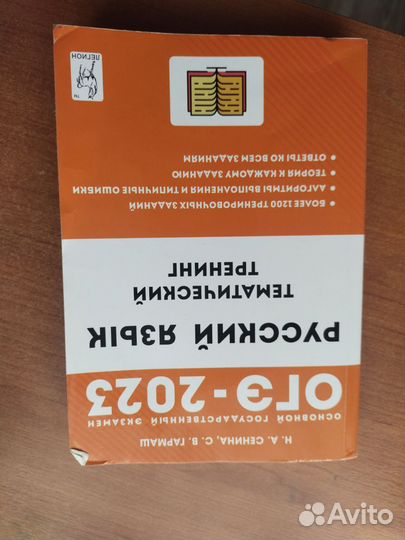 Н. А. СЕНИНА, С. В. ГАРМАШ
ОСНОВНОЙ ГОСУДАРСТВЕННЫЙ ЭКЗАМЕН
ОГЭ-2023
РУССКИЙ ЯЗЫК
ТЕМАТИЧЕСКИЙ
ТРЕНИНГ
• БОЛЕЕ 1200 ТРЕНИРОВОЧНЫХ ЗАДАНИЙ
• АЛГОРИТМЫ ВЫПОЛНЕНИЯ И ТИПИЧНЫЕ ОШИБКИ
• ТЕОРИЯ К КАЖДОМУ ЗАДАНИЮ
• ОТВЕТЫ КО ВСЕМ ЗАДАНИЯМ
ЛЕГИОН
TM
Avito